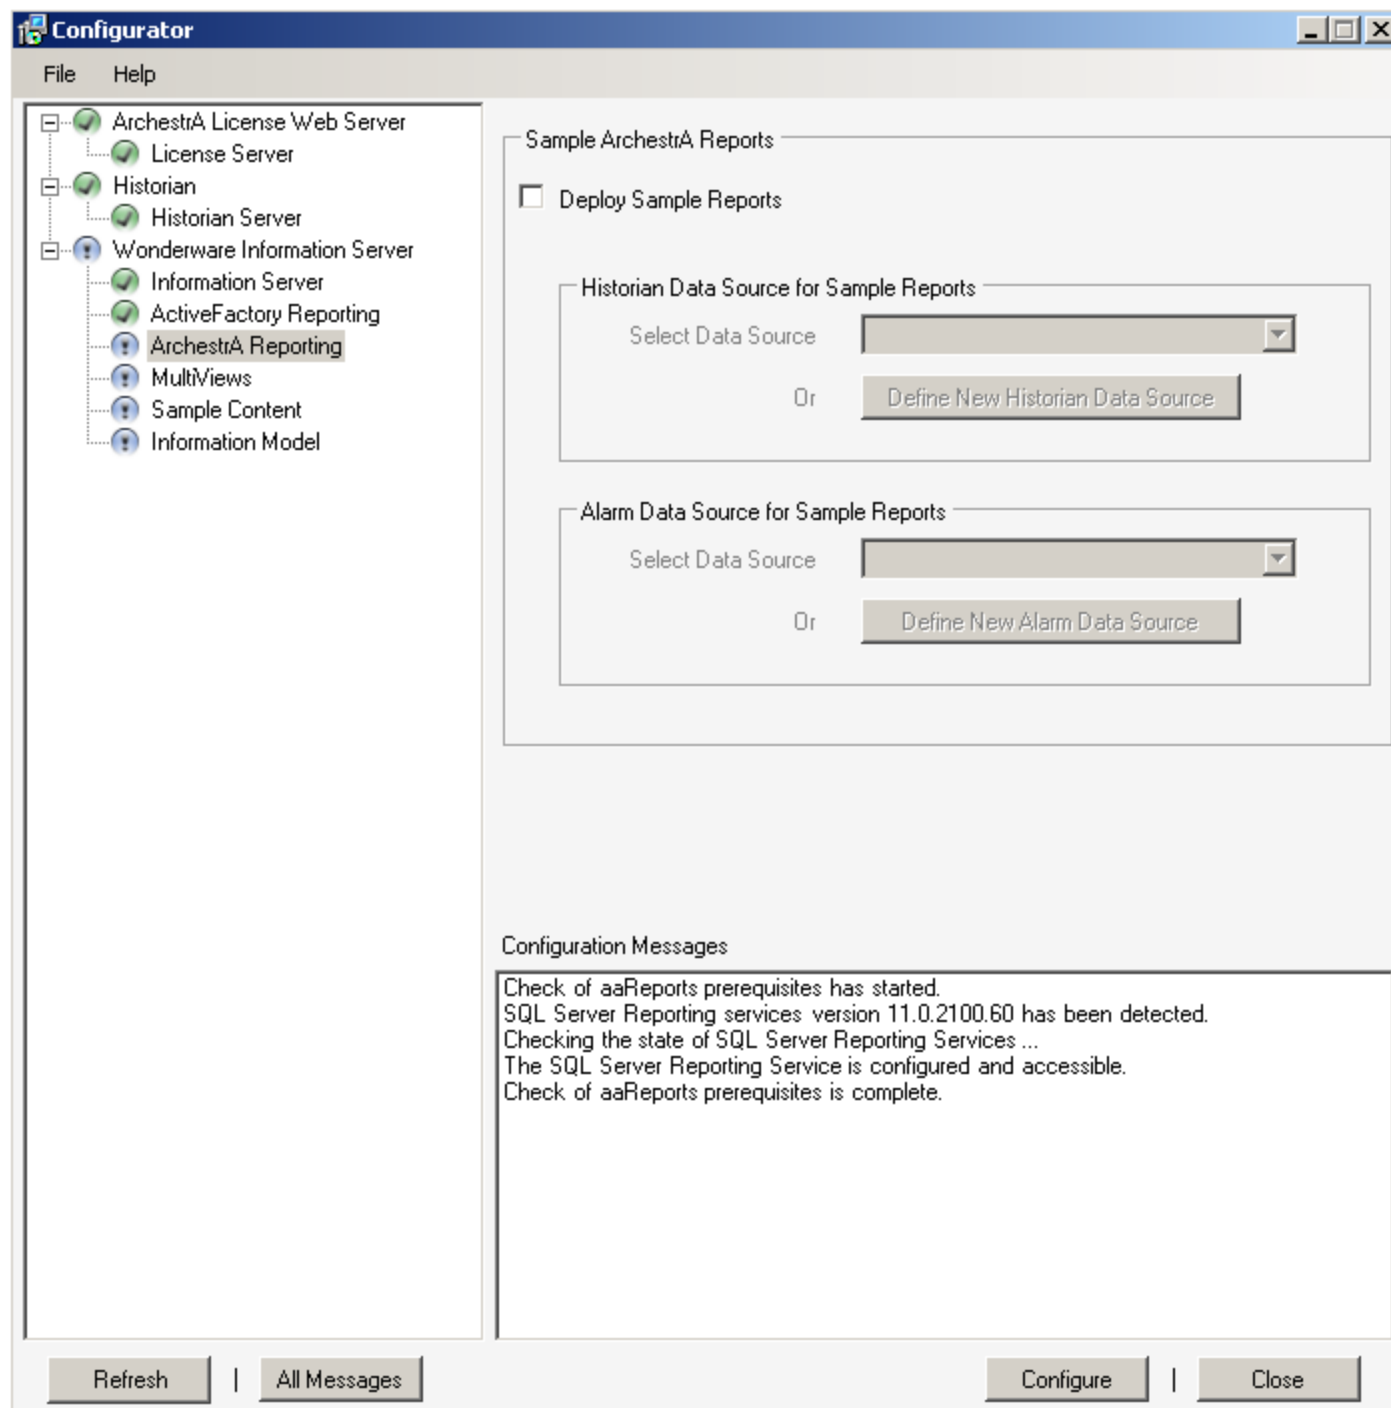 Configurator
File Help
ArchestrA License Web Server
License Server
Historian
Historian Server
Wonderware Information Server
Information Server
ActiveFactory Reporting
ArchestrA Reporting
MultiViews
Sample Content
Information Model
Sample ArchestrA Reports
Deploy Sample Reports
Historian Data Source for Sample Reports
Select Data Source
Or Define New Historian Data Source
Alarm Data Source for Sample Reports
Select Data Source
Or Define New Alarm Data Source
Configuration Messages
Check of aaReports prerequisites has started.
SQL Server Reporting services version 11.0.2100.60 has been detected.
Checking the state of SQL Server Reporting Services ...
The SQL Server Reporting Service is configured and accessible.
Check of aaReports prerequisites is complete.
Refresh | All Messages Configure | Close